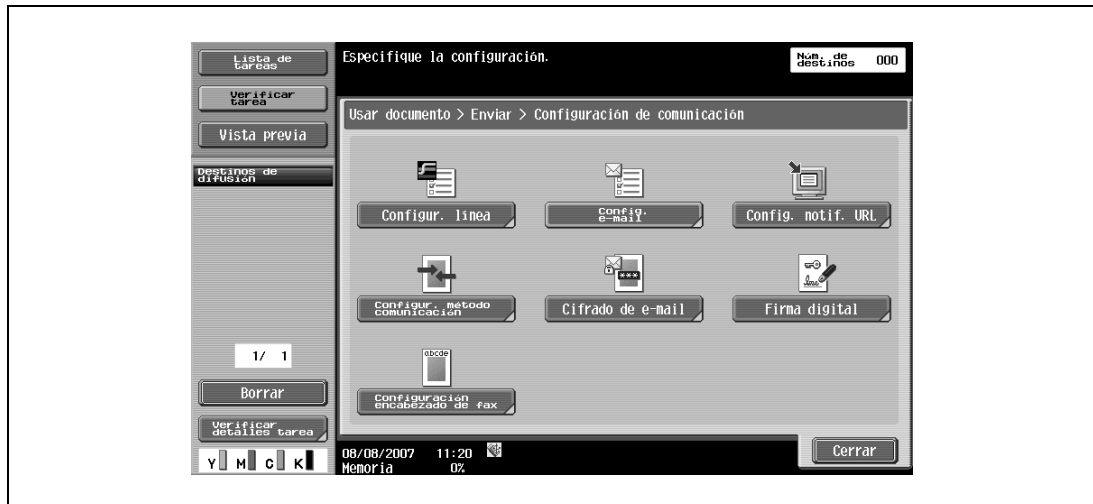 Lista de
tareas
Verificar
tarea
Vista previa
Destinos de
difusión
1/ 1
Borrar
Verificar
detalles tarea
Y M C K
Especifique la configuración.
Núm. de
destinos 000
Usar documento > Enviar > Configuración de comunicación
Configur. línea
Config.
e-mail
Config. notif. URL
Configur. método
comunicación
Cifrado de e-mail
Firma digital
abcde
Configuración
encabezado de fax
08/08/2007 11:20
Memoria 0%
Cerrar